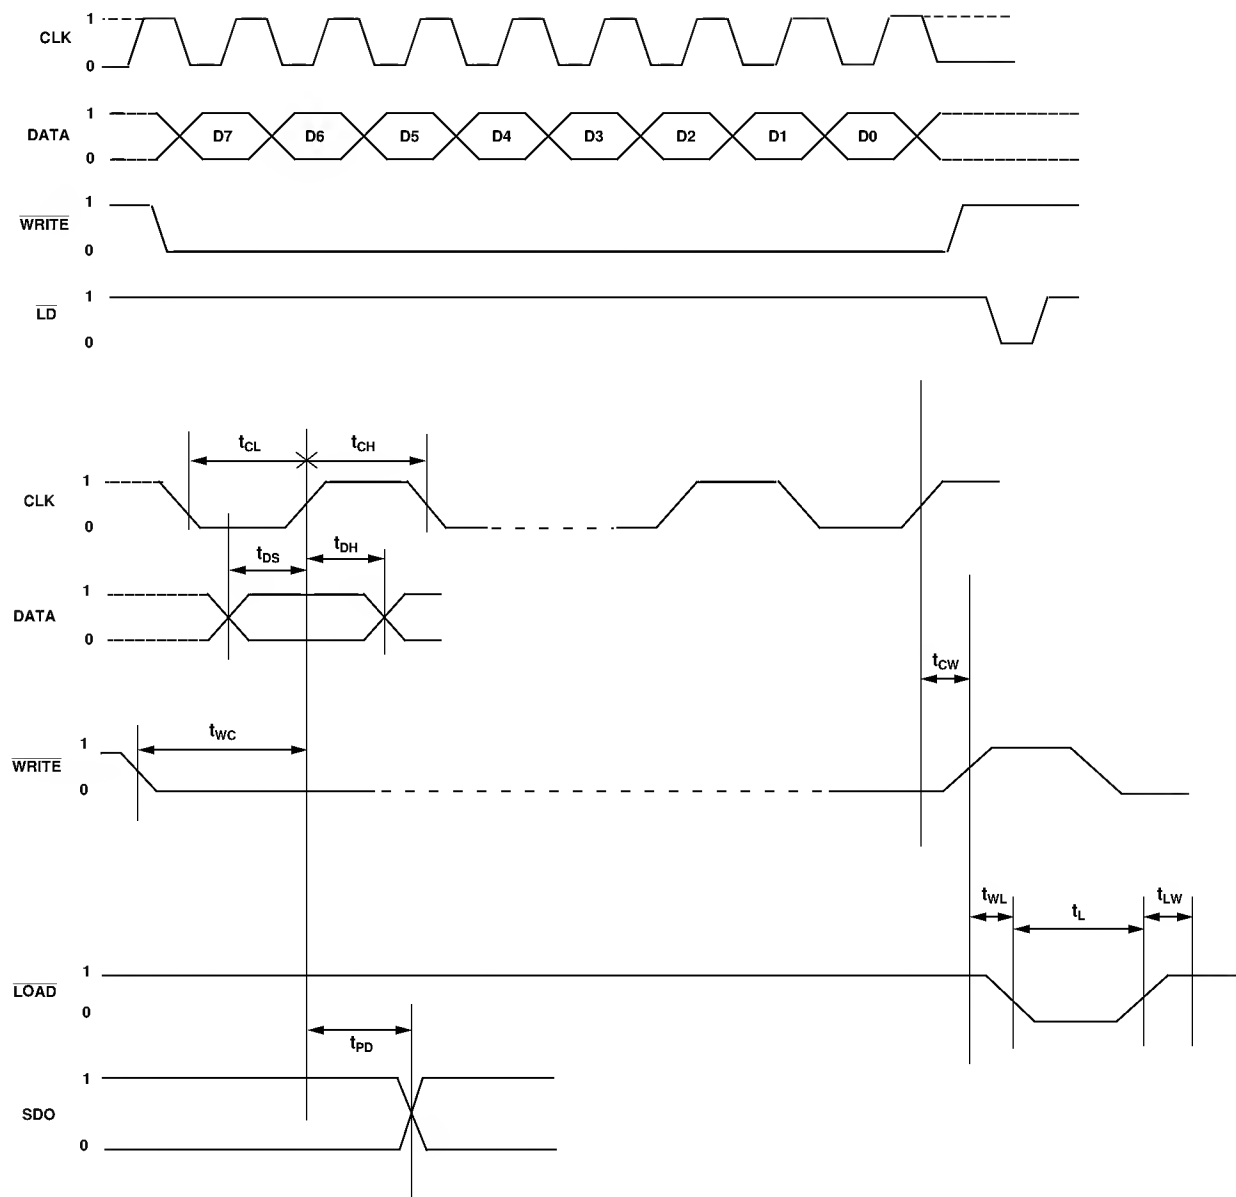 1
CLK
0
1
DATA D7 D6 D5 D4 D3 D2 D1 D0
0
1
WRITE
0
1
LD
0
tCL tCH
1
CLK
0
tDS tDH
1
DATA
0
tCW
tWC
1
WRITE
0
tWL tL tLW
1
LOAD
0
tPD
1
SDO
0